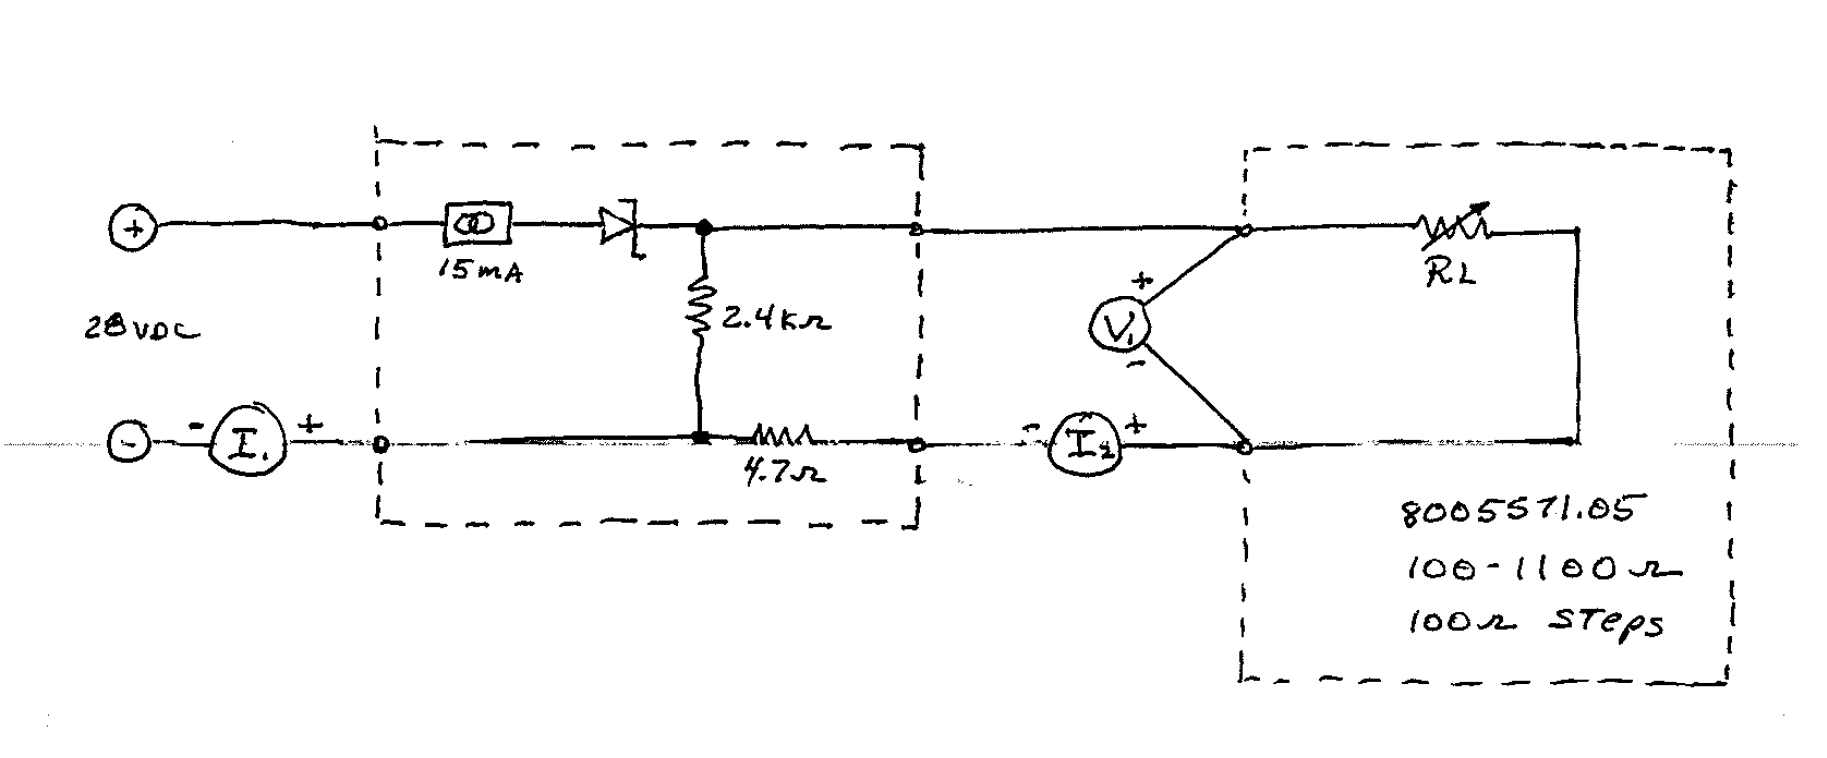 +
15mA
RL
+
2.4KΩ
28VDC
V1
-
- I1 +
-
- I2 +
4.7Ω
8005571.05
100-1100Ω
100Ω STepS